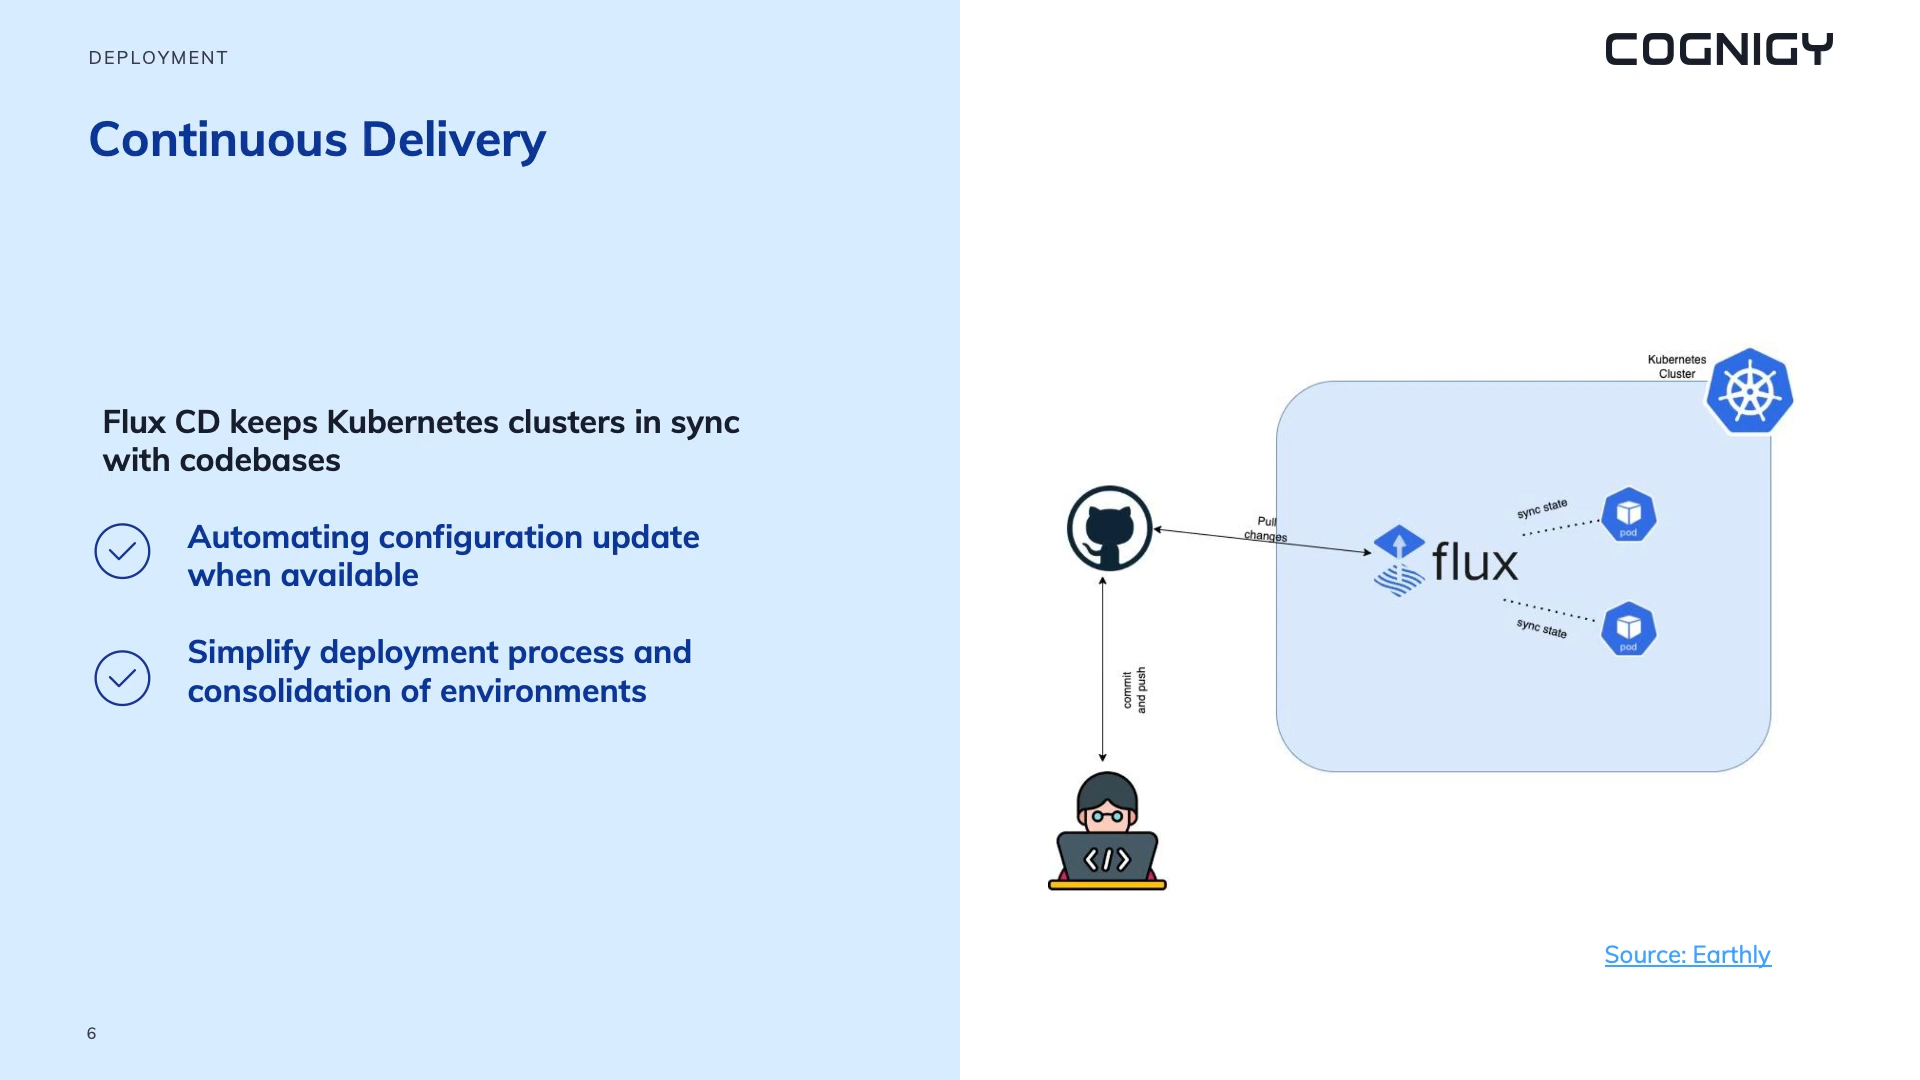 DEPLOYMENT
COGNIGY
Continuous Delivery
Flux CD keeps Kubernetes clusters in sync
with codebases
Automating configuration update
when available
Simplify deployment process and
consolidation of environments
Kubernetes
Cluster
Pull
changes
flux
sync state
pod
sync state
pod
commit
and push
</>
Source: Earthly
6